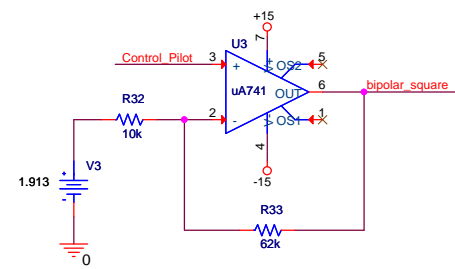 +15
U3
7
Control_Pilot
3
+
V+
OS2
5
uA741
OUT
6
bipolar_square
R32
10k
2
-
V-
OS1
1
4
-15
+
V3
1.913
-
R33
62k
0